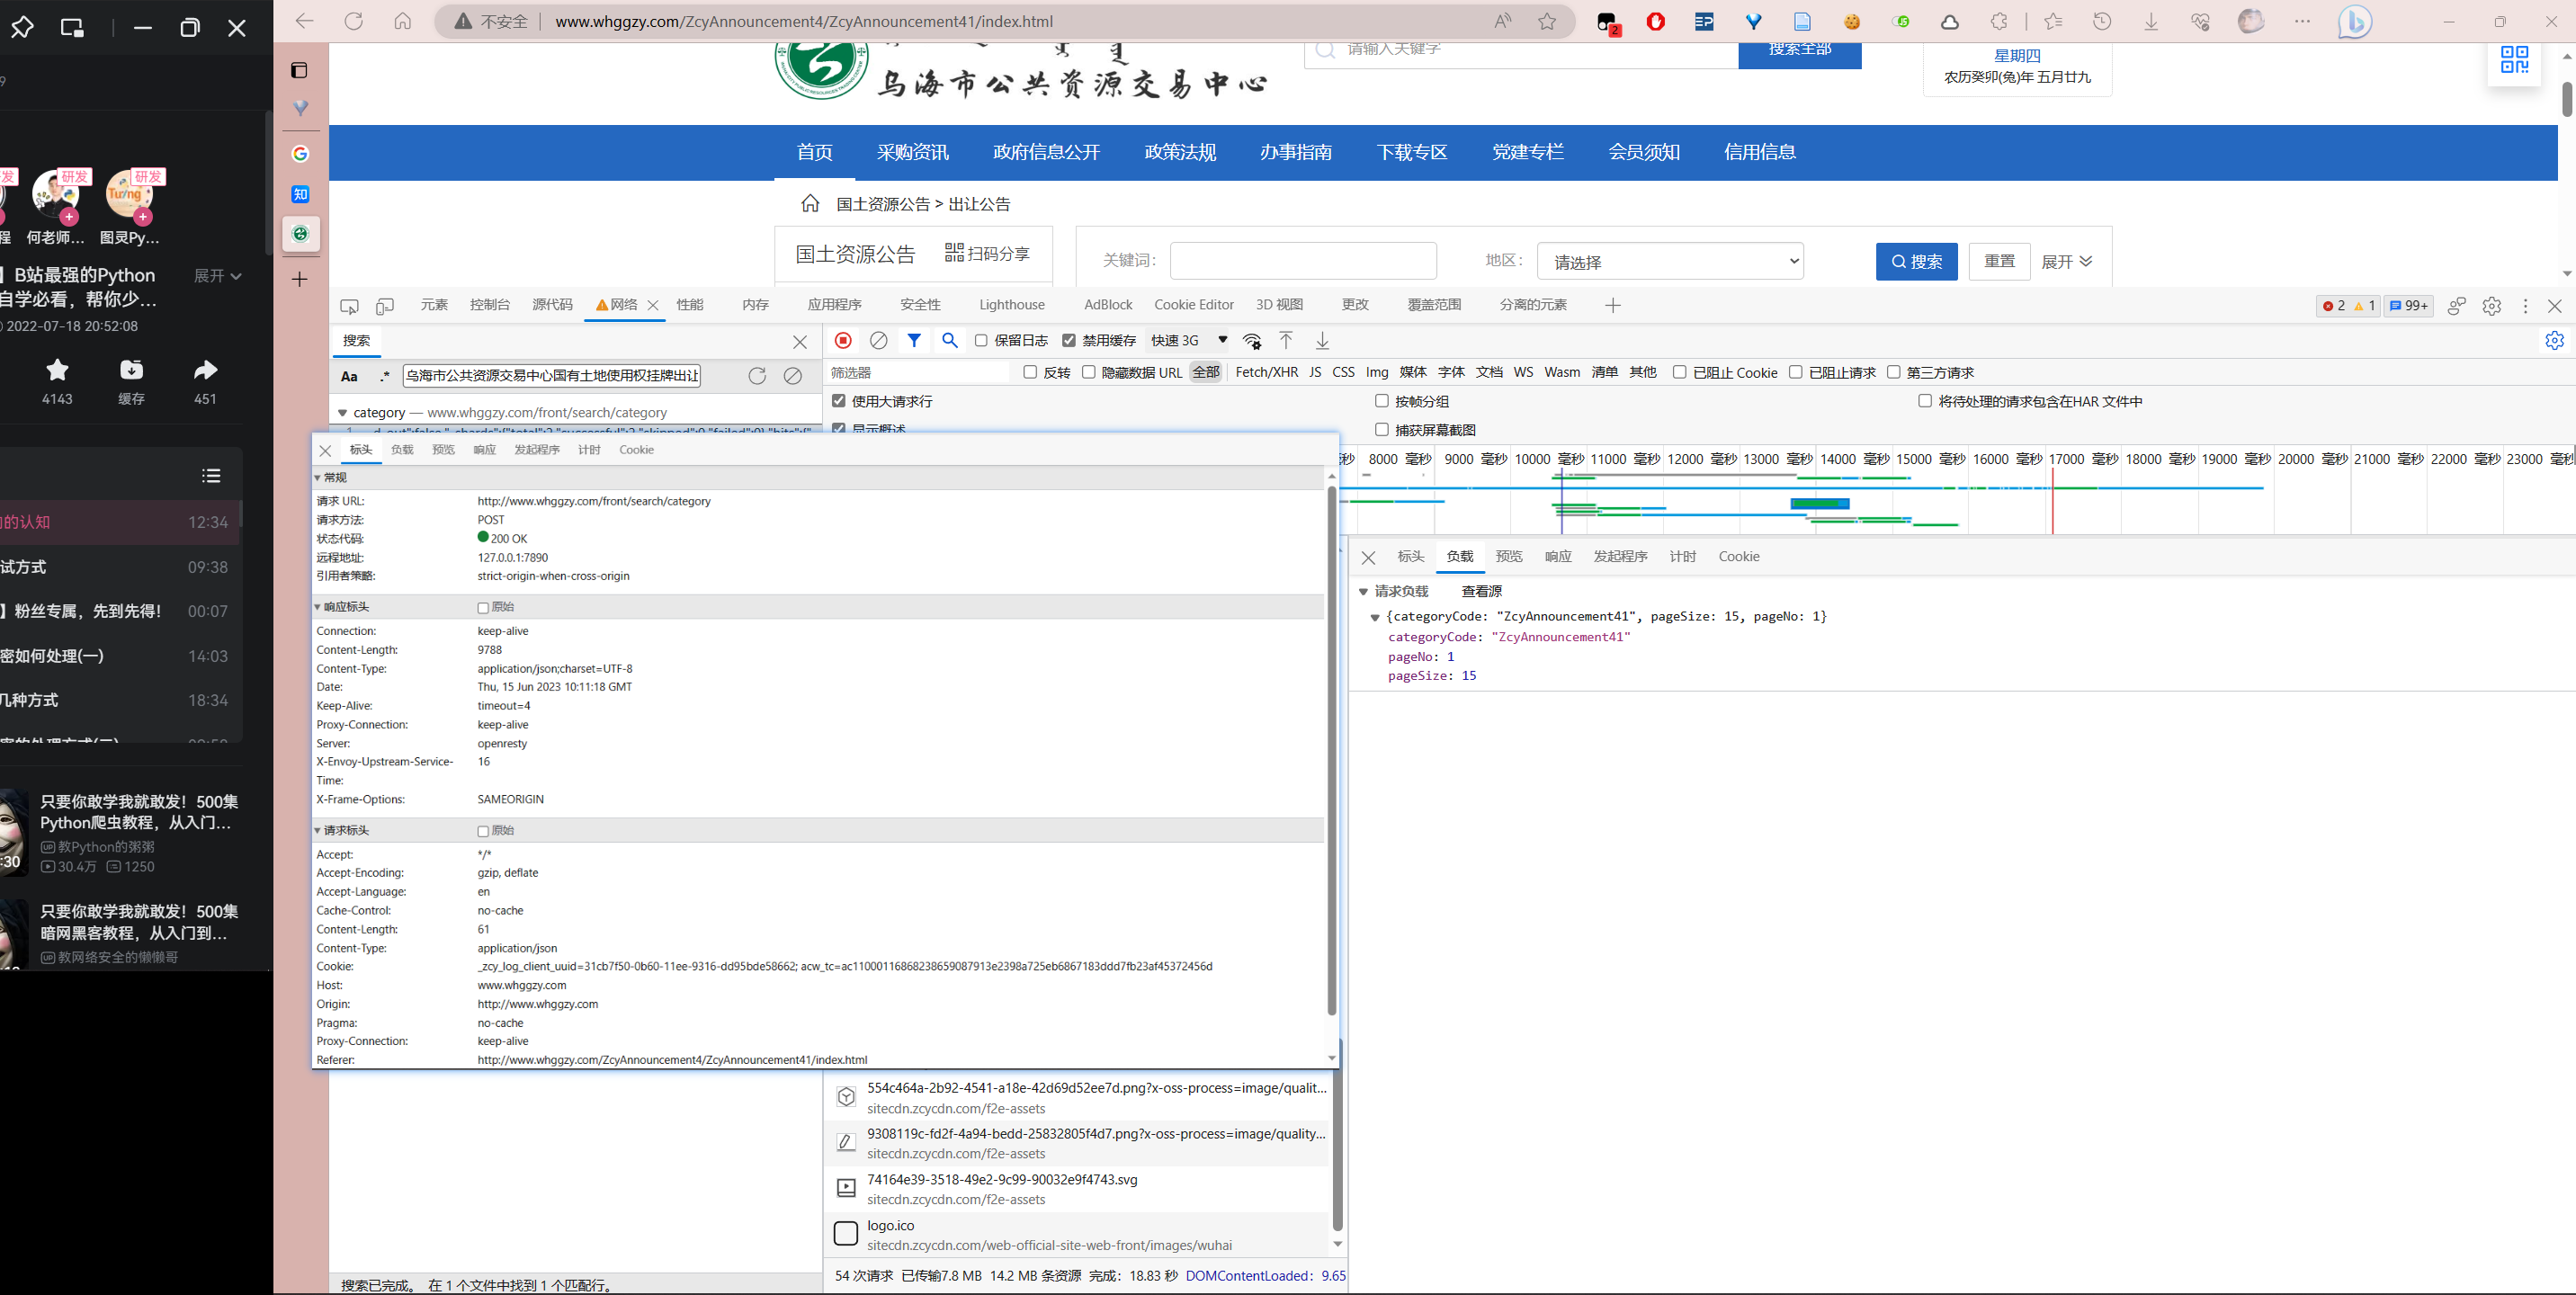 不安全
www.whggzy.com/ZcyAnnouncement4/ZcyAnnouncement41/index.html
2
9
乌海市公共资源交易中心
请输入关键字
搜索全部
星期四
农历癸卯(兔)年 五月廿九
首页 采购资讯 政府信息公开 政策法规 办事指南 下载专区 党建专栏 会员须知 信用信息
国土资源公告 > 出让公告
国土资源公告 扫码分享
关键词: 地区: 请选择 搜索 重置 展开
发 研发 研发
Tu/ng
程 何老师... 图灵Py...
】B站最强的Python 展开
自学必看，帮你少...
2022-07-18 20:52:08
4143 缓存 451
的认知 12:34
试方式 09:38
】粉丝专属，先到先得！ 00:07
密如何处理(一) 14:03
几种方式 18:34
只要你敢学我就敢发！500集
Python爬虫教程，从入门...
UP 教Python的粥粥
:30 30.4万 1250
只要你敢学我就敢发！500集
暗网黑客教程，从入门到...
UP 教网络安全的懒懒哥
知
元素 控制台 源代码 网络 性能 内存 应用程序 安全性 Lighthouse AdBlock Cookie Editor 3D 视图 更改 覆盖范围 分离的元素 2 1 99+
搜索
保留日志 禁用缓存 快速 3G
Aa .* 乌海市公共资源交易中心国有土地使用权挂牌出让
筛选器 反转 隐藏数据 URL 全部 Fetch/XHR JS CSS Img 媒体 字体 文档 WS Wasm 清单 其他 已阻止 Cookie 已阻止请求 第三方请求
category — www.whggzy.com/front/search/category
使用大请求行 按帧分组 将待处理的请求包含在HAR 文件中
显示概述 捕获屏幕截图
8000 毫秒 9000 毫秒 10000 毫秒 11000 毫秒 12000 毫秒 13000 毫秒 14000 毫秒 15000 毫秒 16000 毫秒 17000 毫秒 18000 毫秒 19000 毫秒 20000 毫秒 21000 毫秒 22000 毫秒 23000 毫秒
标头 负载 预览 响应 发起程序 计时 Cookie
常规
请求 URL: http://www.whggzy.com/front/search/category
请求方法: POST
状态代码: 200 OK
远程地址: 127.0.0.1:7890
引用者策略: strict-origin-when-cross-origin
响应标头 原始
Connection: keep-alive
Content-Length: 9788
Content-Type: application/json;charset=UTF-8
Date: Thu, 15 Jun 2023 10:11:18 GMT
Keep-Alive: timeout=4
Proxy-Connection: keep-alive
Server: openresty
X-Envoy-Upstream-Service- 16
Time:
X-Frame-Options: SAMEORIGIN
请求标头 原始
Accept: */*
Accept-Encoding: gzip, deflate
Accept-Language: en
Cache-Control: no-cache
Content-Length: 61
Content-Type: application/json
Cookie: _zcy_log_client_uuid=31cb7f50-0b60-11ee-9316-dd95bde58662; acw_tc=ac11000116868238659087913e2398a725eb6867183ddd7fb23af45372456d
Host: www.whggzy.com
Origin: http://www.whggzy.com
Pragma: no-cache
Proxy-Connection: keep-alive
Referer: http://www.whggzy.com/ZcyAnnouncement4/ZcyAnnouncement41/index.html
标头 负载 预览 响应 发起程序 计时 Cookie
请求负载 查看源
{categoryCode: "ZcyAnnouncement41", pageSize: 15, pageNo: 1}
categoryCode: "ZcyAnnouncement41"
pageNo: 1
pageSize: 15
554c464a-2b92-4541-a18e-42d69d52ee7d.png?x-oss-process=image/qualit...
sitecdn.zcycdn.com/f2e-assets
9308119c-fd2f-4a94-bedd-25832805f4d7.png?x-oss-process=image/quality...
sitecdn.zcycdn.com/f2e-assets
74164e39-3518-49e2-9c99-90032e9f4743.svg
sitecdn.zcycdn.com/f2e-assets
logo.ico
sitecdn.zcycdn.com/web-official-site-web-front/images/wuhai
54 次请求 已传输7.8 MB 14.2 MB 条资源 完成: 18.83 秒 DOMContentLoaded: 9.65
搜索已完成。 在 1 个文件中找到 1 个匹配行。